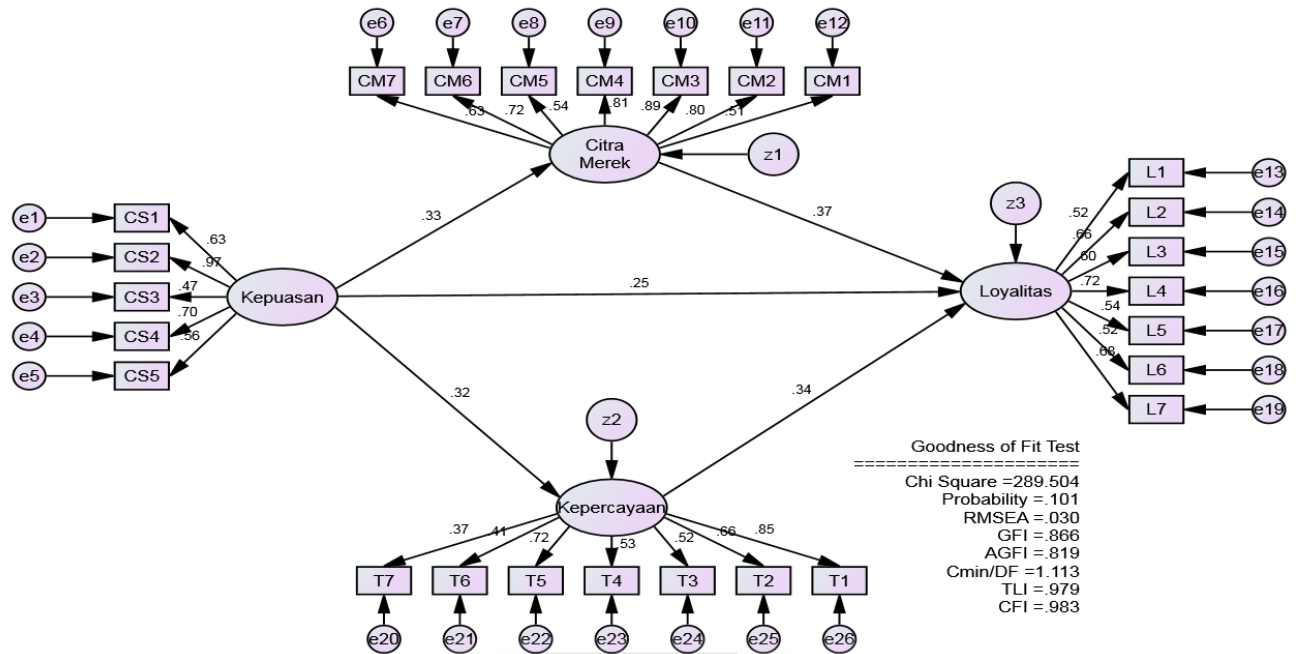 e6 e7 e8 e9 e10 e11 e12
CM7 CM6 CM5 CM4 CM3 CM2 CM1
.63 .72 .54 .81 .89 .80 .51
Citra
Merek
z1
.33
.37
e1 CS1 .63
e2 CS2 .97
e3 CS3 .47
e4 CS4 .70
e5 CS5 .56
Kepuasan
.25
z3
Loyalitas
.52 L1 e13
.66 L2 e14
.60 L3 e15
.72 L4 e16
.54 L5 e17
.52 L6 e18
.68 L7 e19
.32
.34
z2
Kepercayaan
.37 .41 .72 .53 .52 .66 .85
T7 T6 T5 T4 T3 T2 T1
e20 e21 e22 e23 e24 e25 e26
Goodness of Fit Test
=====================
Chi Square =289.504
Probability =.101
RMSEA =.030
GFI =.866
AGFI =.819
Cmin/DF =1.113
TLI =.979
CFI =.983